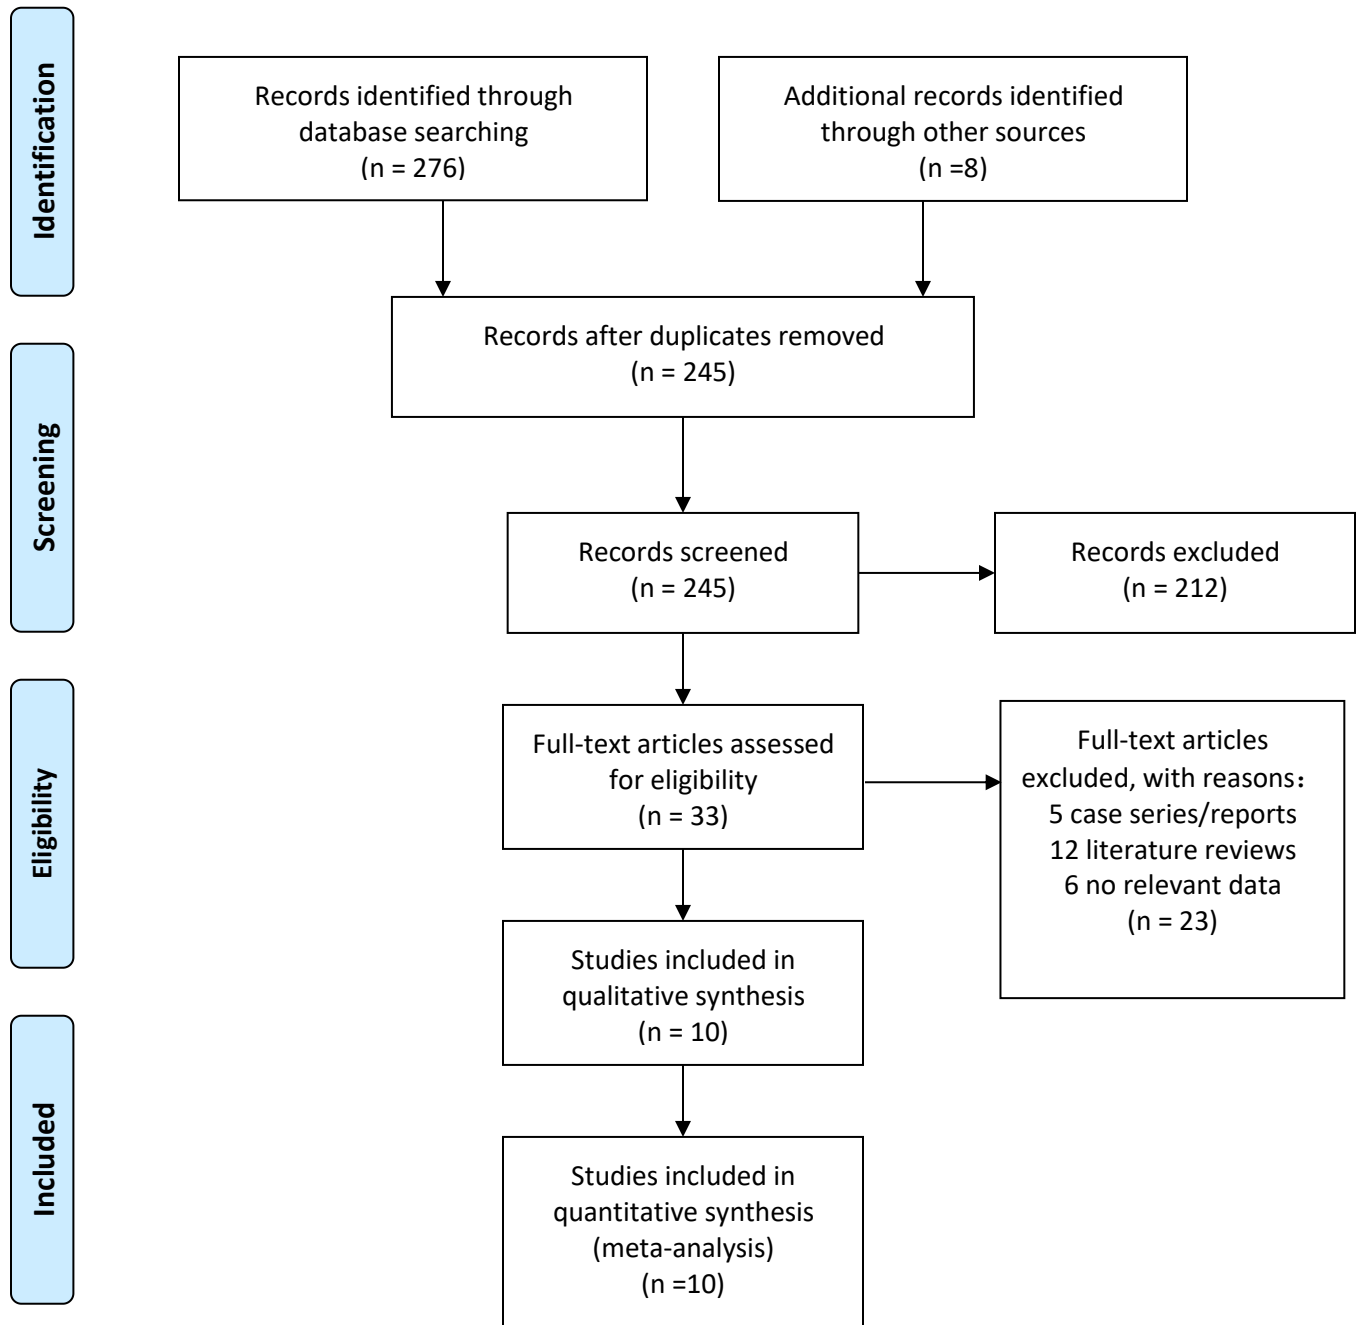 Identification
Records identified through
database searching
(n = 276)
Additional records identified
through other sources
(n =8)
Records after duplicates removed
(n = 245)
Screening
Records screened
(n = 245)
Records excluded
(n = 212)
Eligibility
Full-text articles assessed
for eligibility
(n = 33)
Full-text articles
excluded, with reasons：
5 case series/reports
12 literature reviews
6 no relevant data
(n = 23)
Studies included in
qualitative synthesis
(n = 10)
Included
Studies included in
quantitative synthesis
(meta-analysis)
(n =10)